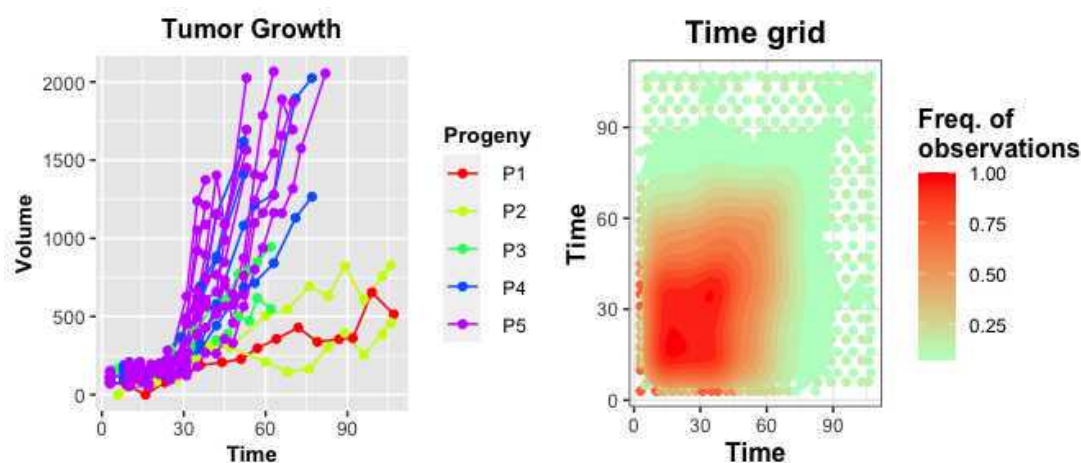 Tumor Growth
2000
1500
1000
500
0
Volume
0 30 60 90
Time
Progeny
P1
P2
P3
P4
P5
Time grid
90
60
30
0
Time
0 30 60 90
Time
Freq. of
observations
1.00
0.75
0.50
0.25